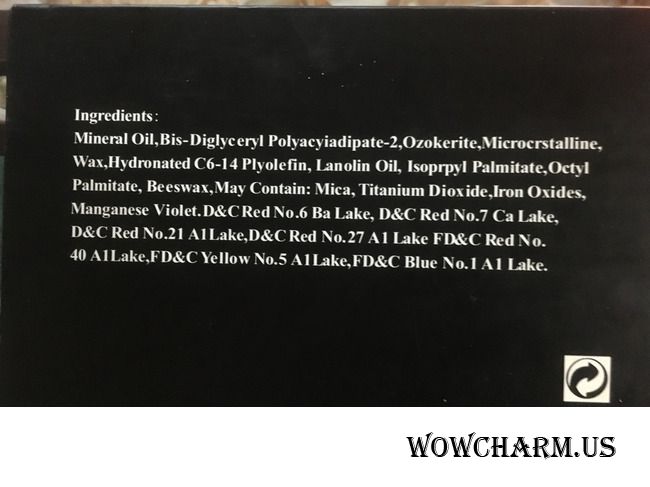 Ingredients:
Mineral Oil,Bis-Diglyceryl Polyacyiadipate-2,Ozokerite,Microcrstalline,
Wax,Hydronated C6-14 Plyolefin, Lanolin Oil, Isoprpyl Palmitate,Octyl
Palmitate, Beeswax,May Contain: Mica, Titanium Dioxide,Iron Oxides,
Manganese Violet.D&C Red No.6 Ba Lake, D&C Red No.7 Ca Lake,
D&C Red No.21 A1Lake,D&C Red No.27 A1 Lake FD&C Red No.
40 A1Lake,FD&C Yellow No.5 A1Lake,FD&C Blue No.1 A1 Lake.
WOWCHARM.US